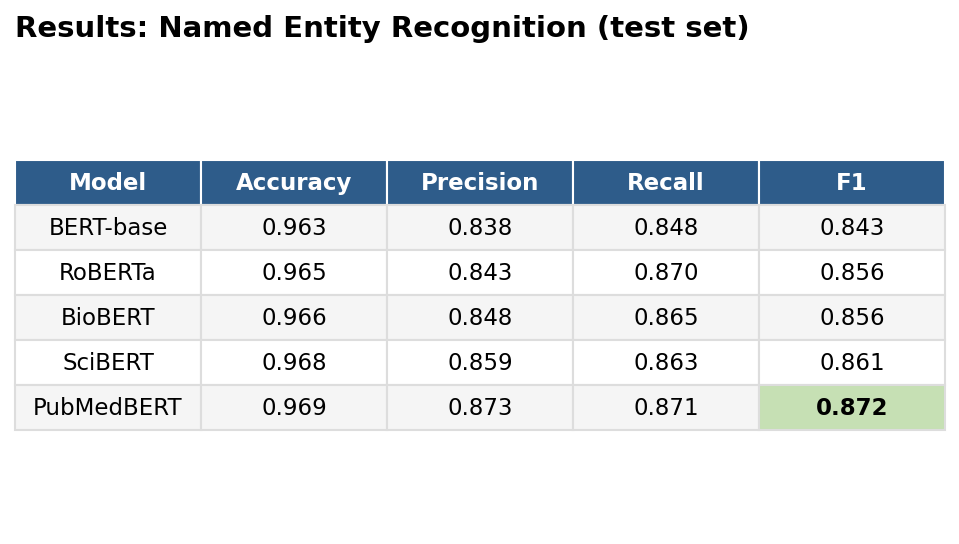 Results: Named Entity Recognition (test set)
Model Accuracy Precision Recall F1
BERT-base 0.963 0.838 0.848 0.843
RoBERTa 0.965 0.843 0.870 0.856
BioBERT 0.966 0.848 0.865 0.856
SciBERT 0.968 0.859 0.863 0.861
PubMedBERT 0.969 0.873 0.871 0.872